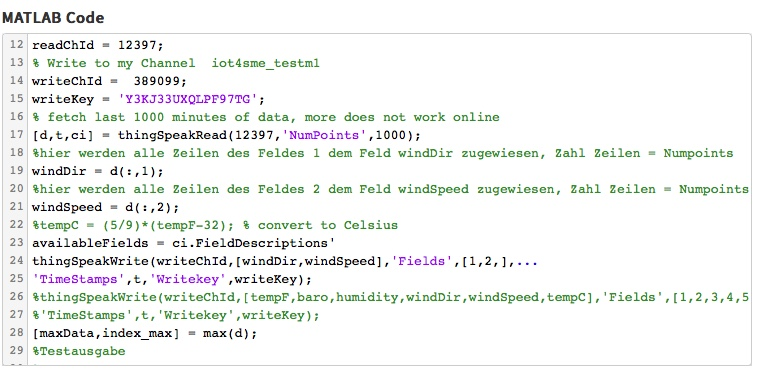 MATLAB Code
12 readChId = 12397;
13 % Write to my Channel  iot4sme_testm1
14 writeChId =  389099;
15 writeKey = 'Y3KJ33UXQLPF97TG';
16 % fetch last 1000 minutes of data, more does not work online
17 [d,t,ci] = thingSpeakRead(12397,'NumPoints',1000);
18 %hier werden alle Zeilen des Feldes 1 dem Feld windDir zugewiesen, Zahl Zeilen = Numpoints
19 windDir = d(:,1);
20 %hier werden alle Zeilen des Feldes 2 dem Feld windSpeed zugewiesen, Zahl Zeilen = Numpoints
21 windSpeed = d(:,2);
22 %tempC = (5/9)*(tempF-32); % convert to Celsius
23 availableFields = ci.FieldDescriptions'
24 thingSpeakWrite(writeChId,[windDir,windSpeed],'Fields',[1,2,],...
25 'TimeStamps',t,'Writekey',writeKey);
26 %thingSpeakWrite(writeChId,[tempF,baro,humidity,windDir,windSpeed,tempC],'Fields',[1,2,3,4,5
27 %'TimeStamps',t,'Writekey',writeKey);
28 [maxData,index_max] = max(d);
29 %Testausgabe